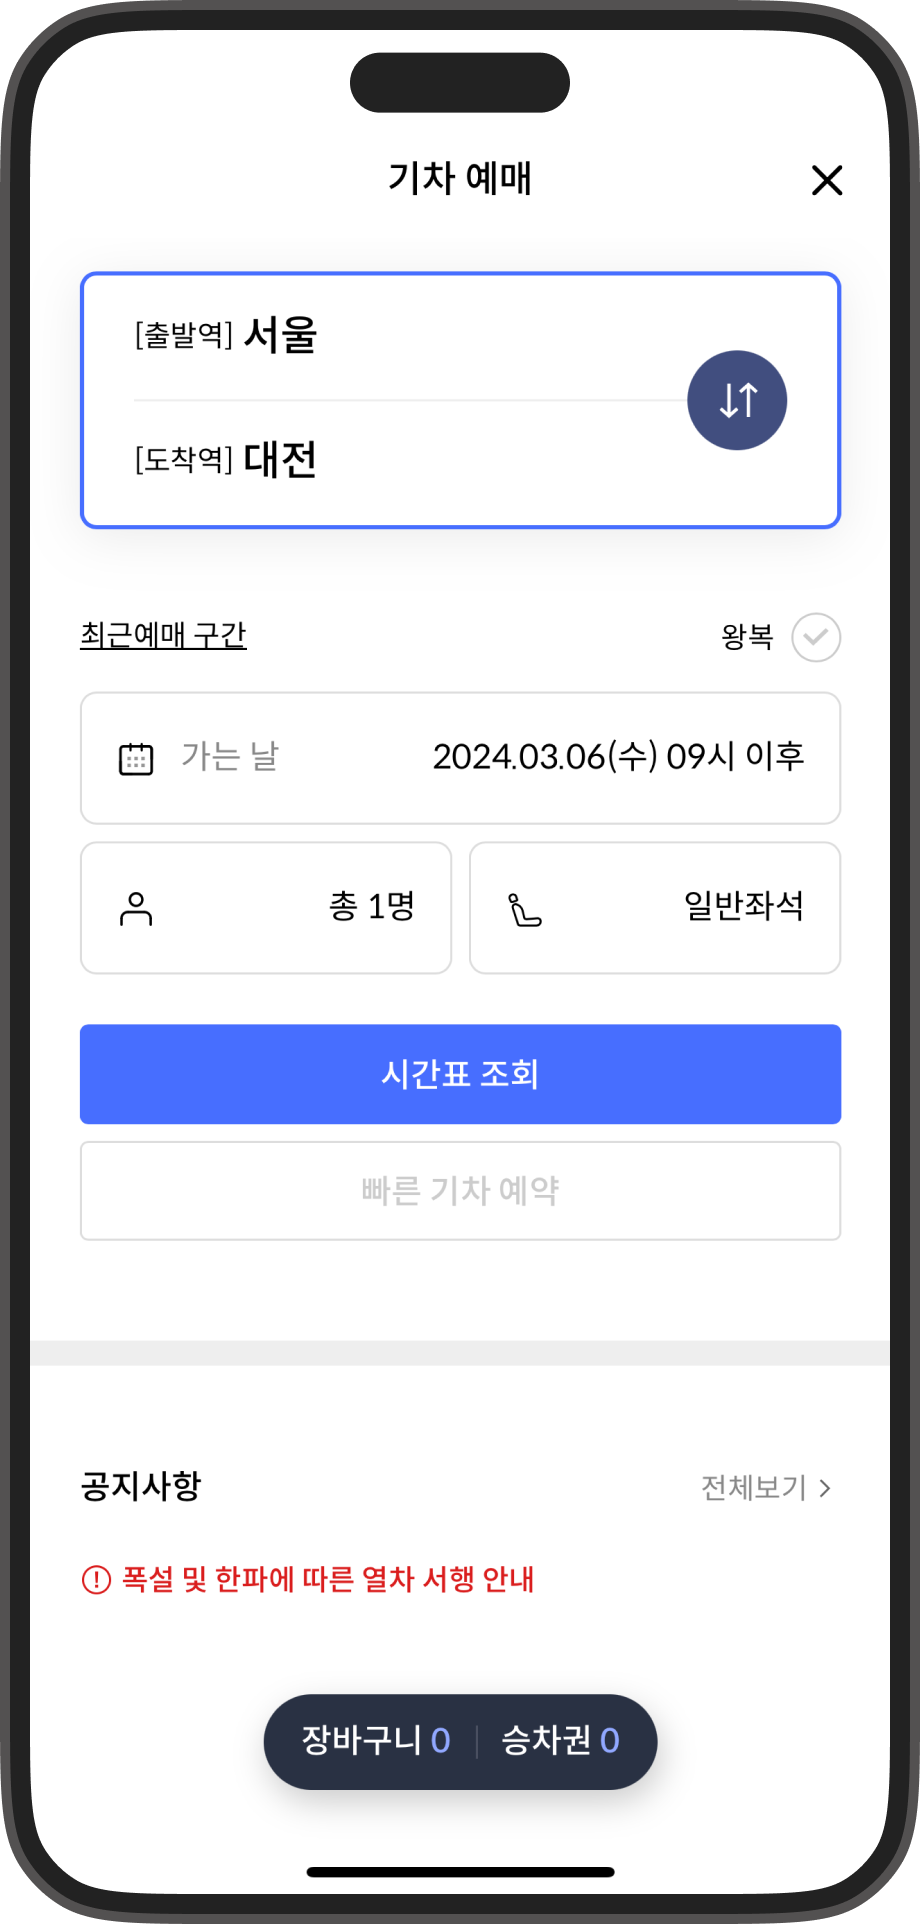 기차 예매
[출발역] 서울
[도착역] 대전
최근예매 구간
왕복
가는 날 2024.03.06(수) 09시 이후
총 1명
일반좌석
시간표 조회
빠른 기차 예약
공지사항
전체보기
폭설 및 한파에 따른 열차 서행 안내
장바구니 0
승차권 0